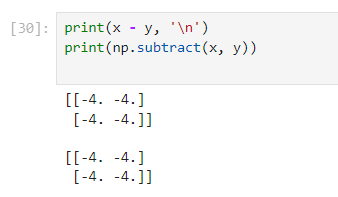 [30]: print(x - y, '\n')
print(np.subtract(x, y))
[[-4. -4.]
 [-4. -4.]]
[[-4. -4.]
 [-4. -4.]]